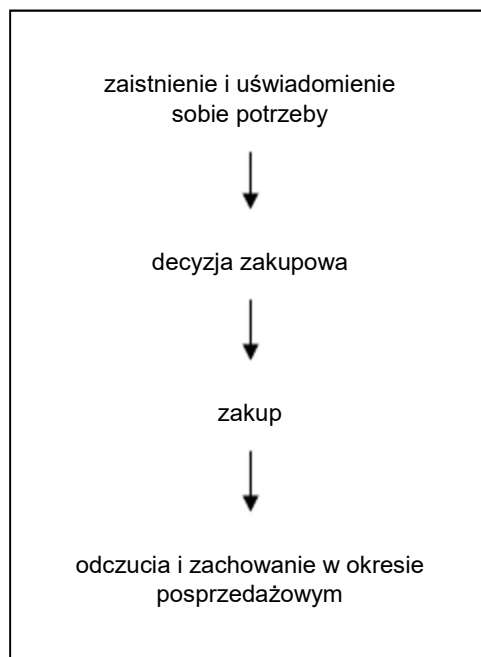 zaistnienie i uświadomienie
sobie potrzeby
decyzja zakupowa
zakup
odczucia i zachowanie w okresie
posprzedażowym